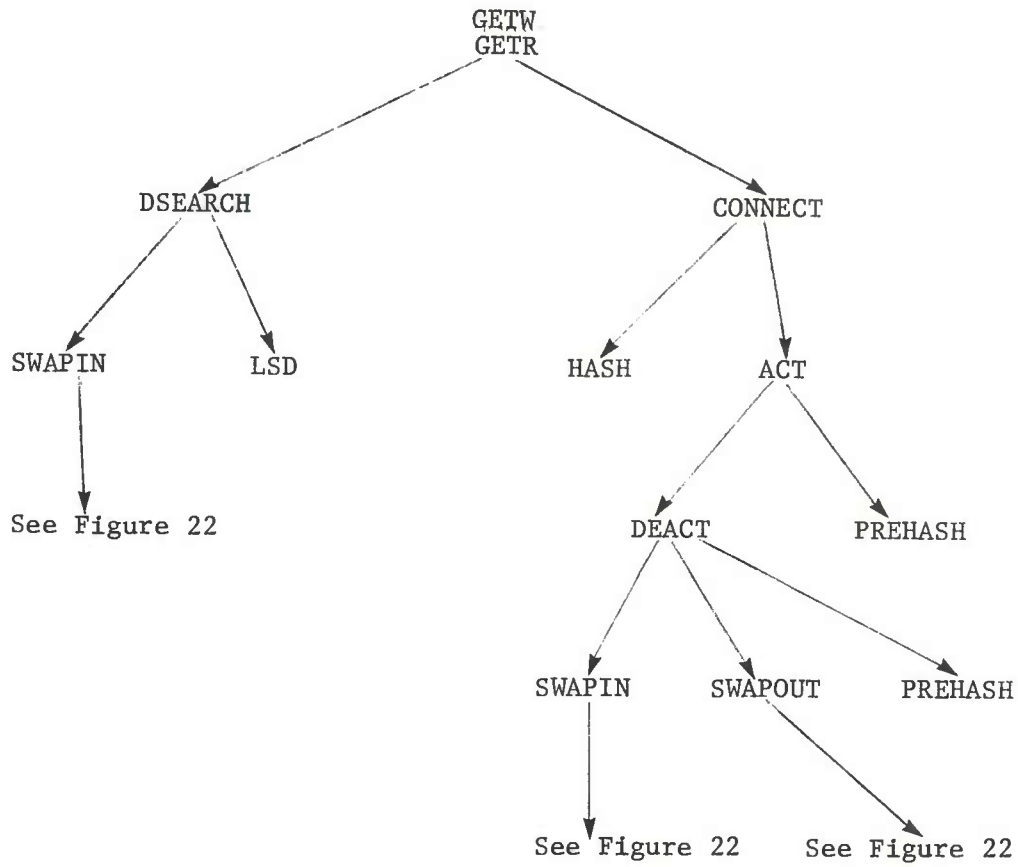 GETW
GETR
DSEARCH
CONNECT
SWAPIN
LSD
HASH
ACT
See Figure 22
DEACT
PREHASH
SWAPIN
SWAPOUT
PREHASH
See Figure 22
See Figure 22